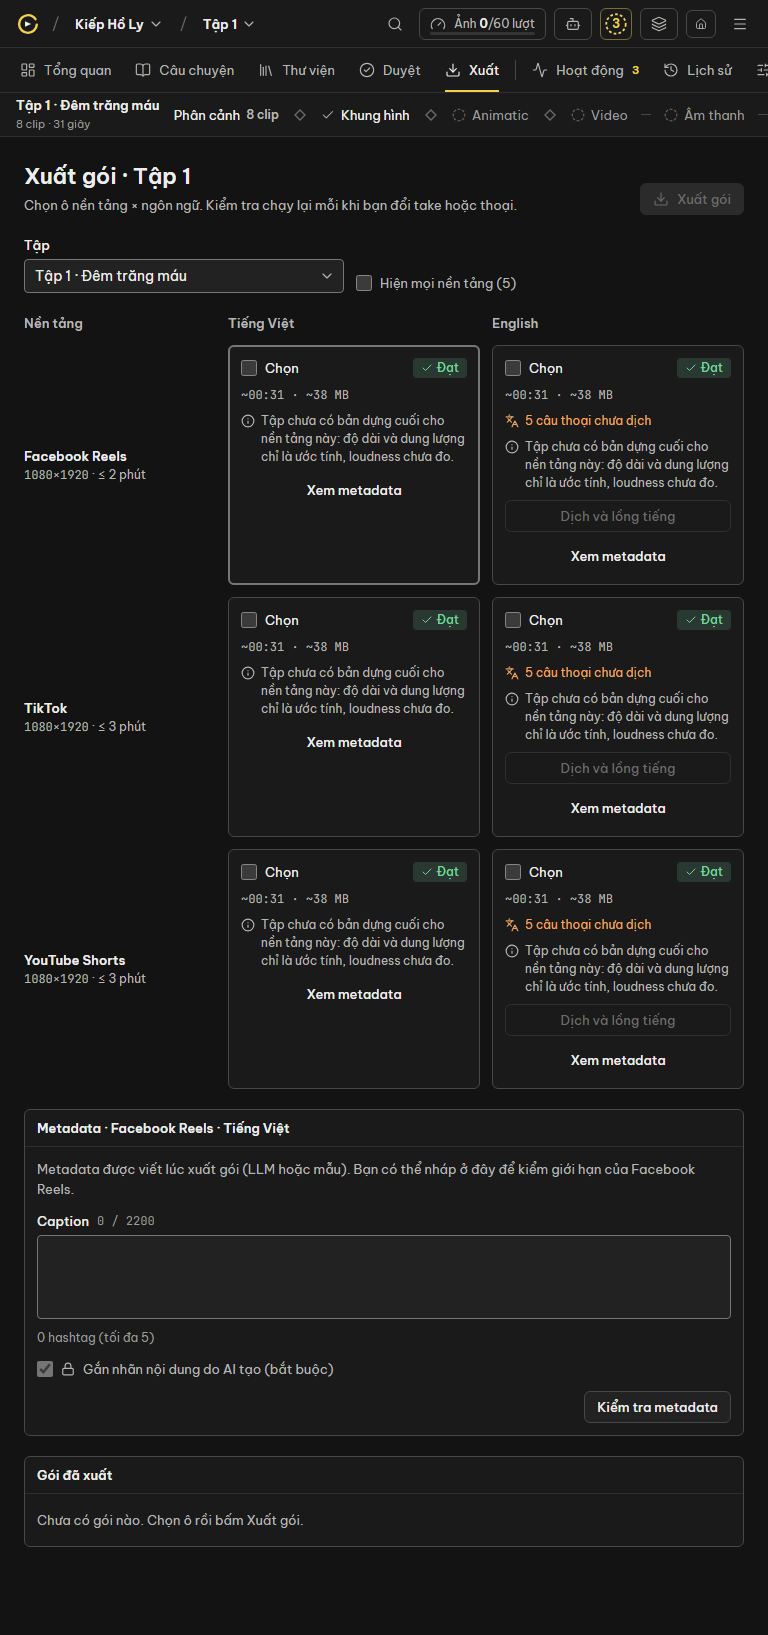 / Kiếp Hồ Ly / Tập 1 Ảnh 0/60 lượt 3
Tổng quan Câu chuyện Thư viện Duyệt Xuất Hoạt động 3 Lịch sử
Tập 1 · Đêm trăng máu
8 clip · 31 giây
Phân cảnh 8 clip Khung hình Animatic Video Âm thanh
Xuất gói · Tập 1
Chọn ô nền tảng × ngôn ngữ. Kiểm tra chạy lại mỗi khi bạn đổi take hoặc thoại.
Xuất gói
Tập
Tập 1 · Đêm trăng máu
Hiện mọi nền tảng (5)
Nền tảng Tiếng Việt English
Facebook Reels
1080×1920 · ≤ 2 phút
Chọn Đạt
~00:31 · ~38 MB
Tập chưa có bản dựng cuối cho
nền tảng này: độ dài và dung lượng
chỉ là ước tính, loudness chưa đo.
Xem metadata
Chọn Đạt
~00:31 · ~38 MB
5 câu thoại chưa dịch
Tập chưa có bản dựng cuối cho
nền tảng này: độ dài và dung lượng
chỉ là ước tính, loudness chưa đo.
Dịch và lồng tiếng
Xem metadata
TikTok
1080×1920 · ≤ 3 phút
Chọn Đạt
~00:31 · ~38 MB
Tập chưa có bản dựng cuối cho
nền tảng này: độ dài và dung lượng
chỉ là ước tính, loudness chưa đo.
Xem metadata
Chọn Đạt
~00:31 · ~38 MB
5 câu thoại chưa dịch
Tập chưa có bản dựng cuối cho
nền tảng này: độ dài và dung lượng
chỉ là ước tính, loudness chưa đo.
Dịch và lồng tiếng
Xem metadata
YouTube Shorts
1080×1920 · ≤ 3 phút
Chọn Đạt
~00:31 · ~38 MB
Tập chưa có bản dựng cuối cho
nền tảng này: độ dài và dung lượng
chỉ là ước tính, loudness chưa đo.
Xem metadata
Chọn Đạt
~00:31 · ~38 MB
5 câu thoại chưa dịch
Tập chưa có bản dựng cuối cho
nền tảng này: độ dài và dung lượng
chỉ là ước tính, loudness chưa đo.
Dịch và lồng tiếng
Xem metadata
Metadata · Facebook Reels · Tiếng Việt
Metadata được viết lúc xuất gói (LLM hoặc mẫu). Bạn có thể nháp ở đây để kiểm giới hạn của Facebook
Reels.
Caption 0 / 2200
0 hashtag (tối đa 5)
Gắn nhãn nội dung do AI tạo (bắt buộc)
Kiểm tra metadata
Gói đã xuất
Chưa có gói nào. Chọn ô rồi bấm Xuất gói.